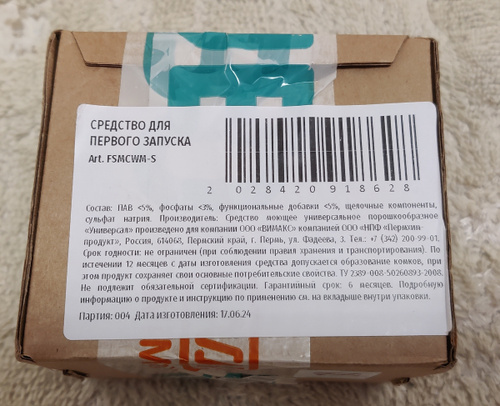 СРЕДСТВО ДЛЯ
ПЕРВОГО ЗАПУСКА
Art. FSMCWM-S
2 028420 918628
Состав: ПАВ <5%, фосфаты <3%, функциональные добавки <5%, щелочные компоненты,
сульфат натрия. Производитель: Средство моющее универсальное порошкообразное
«Универсал» произведено для компании ООО «ВИМАКС» компанией ООО «НПФ «Пермхим-
продукт», Россия, 614068, Пермский край, г. Пермь, ул. Фадеева, 3. Тел.: +7 (342) 200-99-01.
Срок годности: не ограничен (при соблюдении правил хранения и транспортировки). По
истечении 12 месяцев с даты изготовления средства допускается образование комков, при
этом продукт сохраняет свои основные потребительские свойства. ТУ 2389-008-50260893-2008.
Не подлежит обязательной сертификации. Гарантийный срок: 6 месяцев. Подробную
информацию о продукте и инструкцию по применению см. на вкладыше внутри упаковки.
Партия: 004 Дата изготовления: 17.06.24